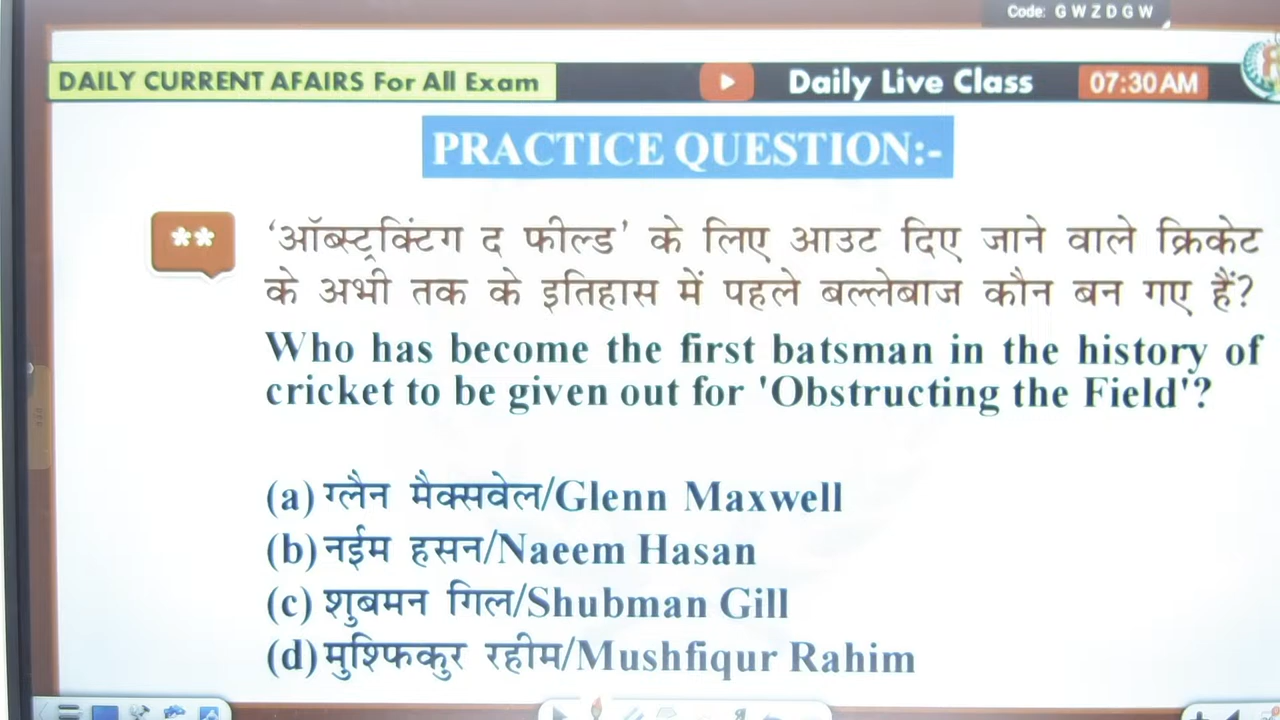 Code: G W Z D G W
DAILY CURRENT AFAIRS For All Exam
Daily Live Class
07:30 AM
PRACTICE QUESTION:-
**
‘ऑब्स्ट्रक्टिंग द फील्ड’ के लिए आउट दिए जाने वाले क्रिकेट
के अभी तक के इतिहास में पहले बल्लेबाज कौन बन गए हैं?
Who has become the first batsman in the history of
cricket to be given out for 'Obstructing the Field'?
(a) ग्लैन मैक्सवेल/Glenn Maxwell
(b) नईम हसन/Naeem Hasan
(c) शुबमन गिल/Shubman Gill
(d) मुश्फिकुर रहीम/Mushfiqur Rahim